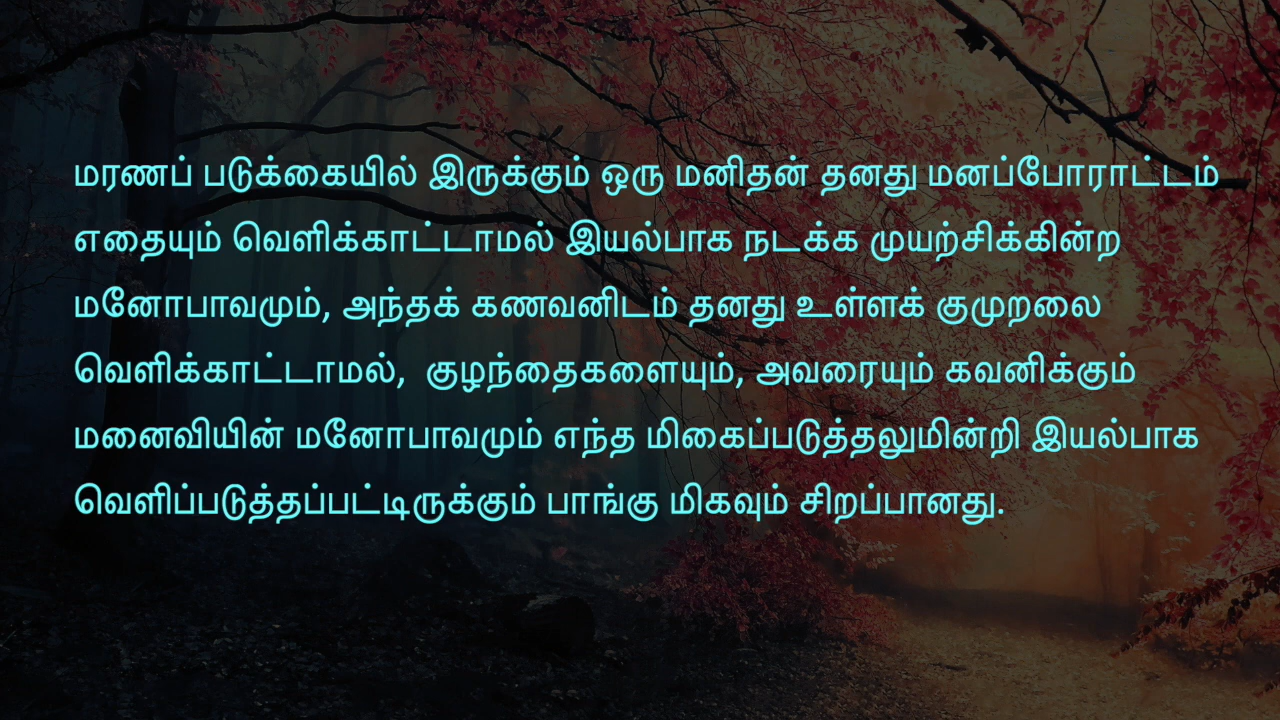 மரணப் படுக்கையில் இருக்கும் ஒரு மனிதன் தனது மனப்போராட்டம்
எதையும் வெளிக்காட்டாமல் இயல்பாக நடக்க முயற்சிக்கின்ற
மனோபாவமும், அந்தக் கணவனிடம் தனது உள்ளக் குமுறலை
வெளிக்காட்டாமல், குழந்தைகளையும், அவரையும் கவனிக்கும்
மனைவியின் மனோபாவமும் எந்த மிகைப்படுத்தலுமின்றி இயல்பாக
வெளிப்படுத்தப்பட்டிருக்கும் பாங்கு மிகவும் சிறப்பானது.